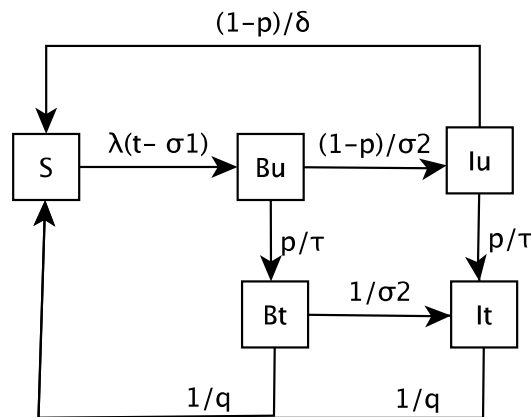 (1-p)/δ
S
λ(t- σ1)
Bu
(1-p)/σ2
Iu
p/τ
p/τ
Bt
1/σ2
It
1/q
1/q